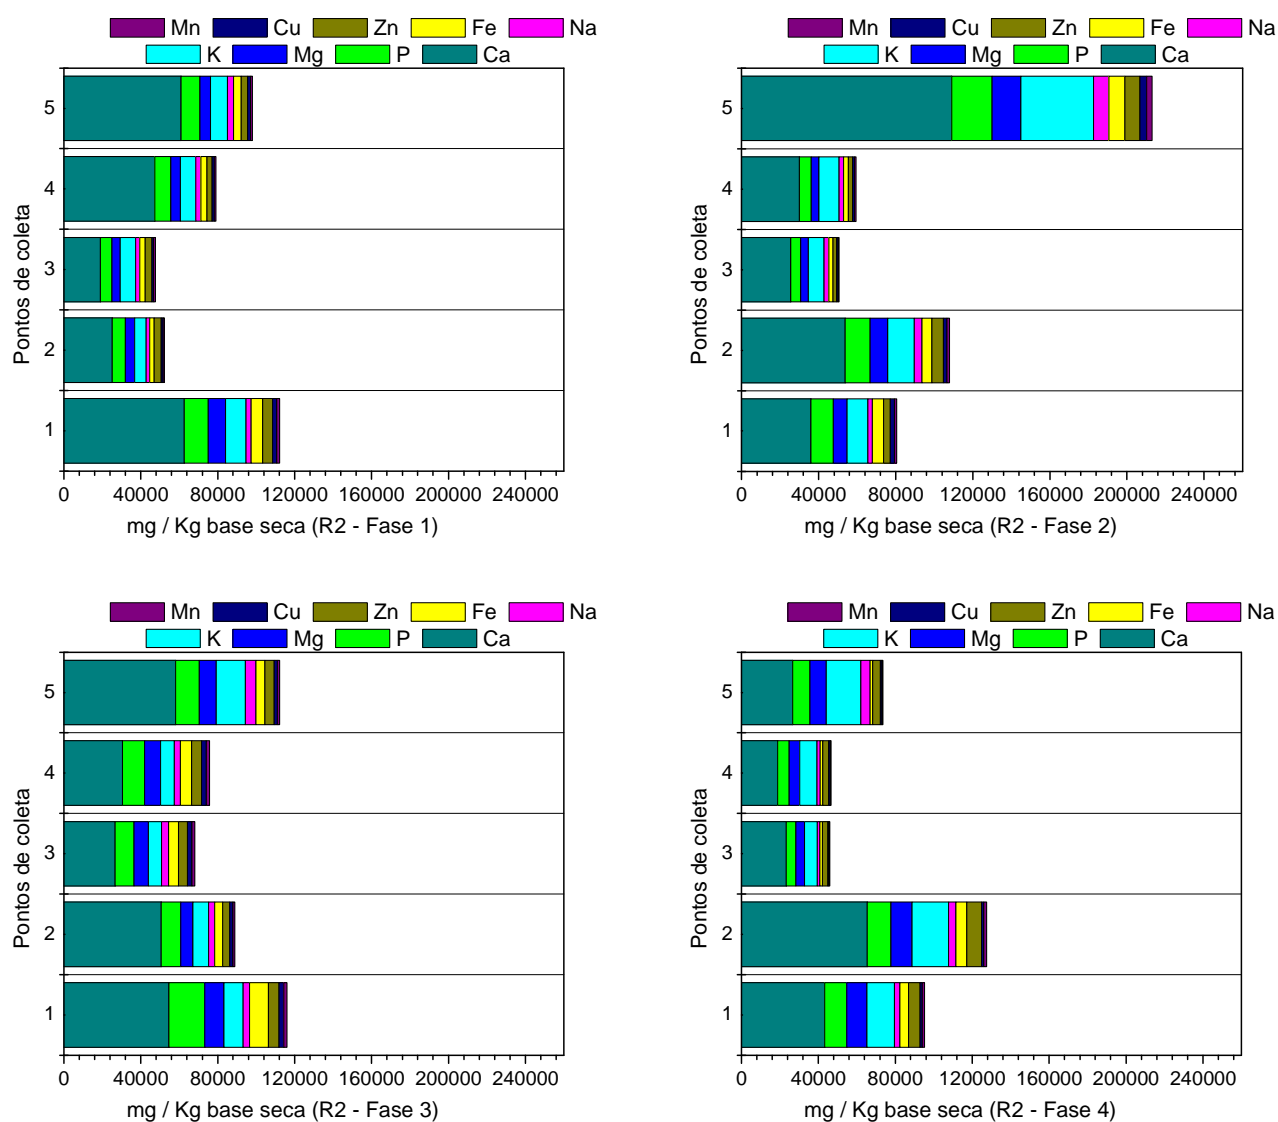 Mn Cu Zn Fe Na
K Mg P Ca
5
4
3
2
1
Pontos de coleta
0 40000 80000 120000 160000 200000 240000
mg / Kg base seca (R2 - Fase 1)
Mn Cu Zn Fe Na
K Mg P Ca
5
4
3
2
1
Pontos de coleta
0 40000 80000 120000 160000 200000 240000
mg / Kg base seca (R2 - Fase 2)
Mn Cu Zn Fe Na
K Mg P Ca
5
4
3
2
1
Pontos de coleta
0 40000 80000 120000 160000 200000 240000
mg / Kg base seca (R2 - Fase 3)
Mn Cu Zn Fe Na
K Mg P Ca
5
4
3
2
1
Pontos de coleta
0 40000 80000 120000 160000 200000 240000
mg / Kg base seca (R2 - Fase 4)